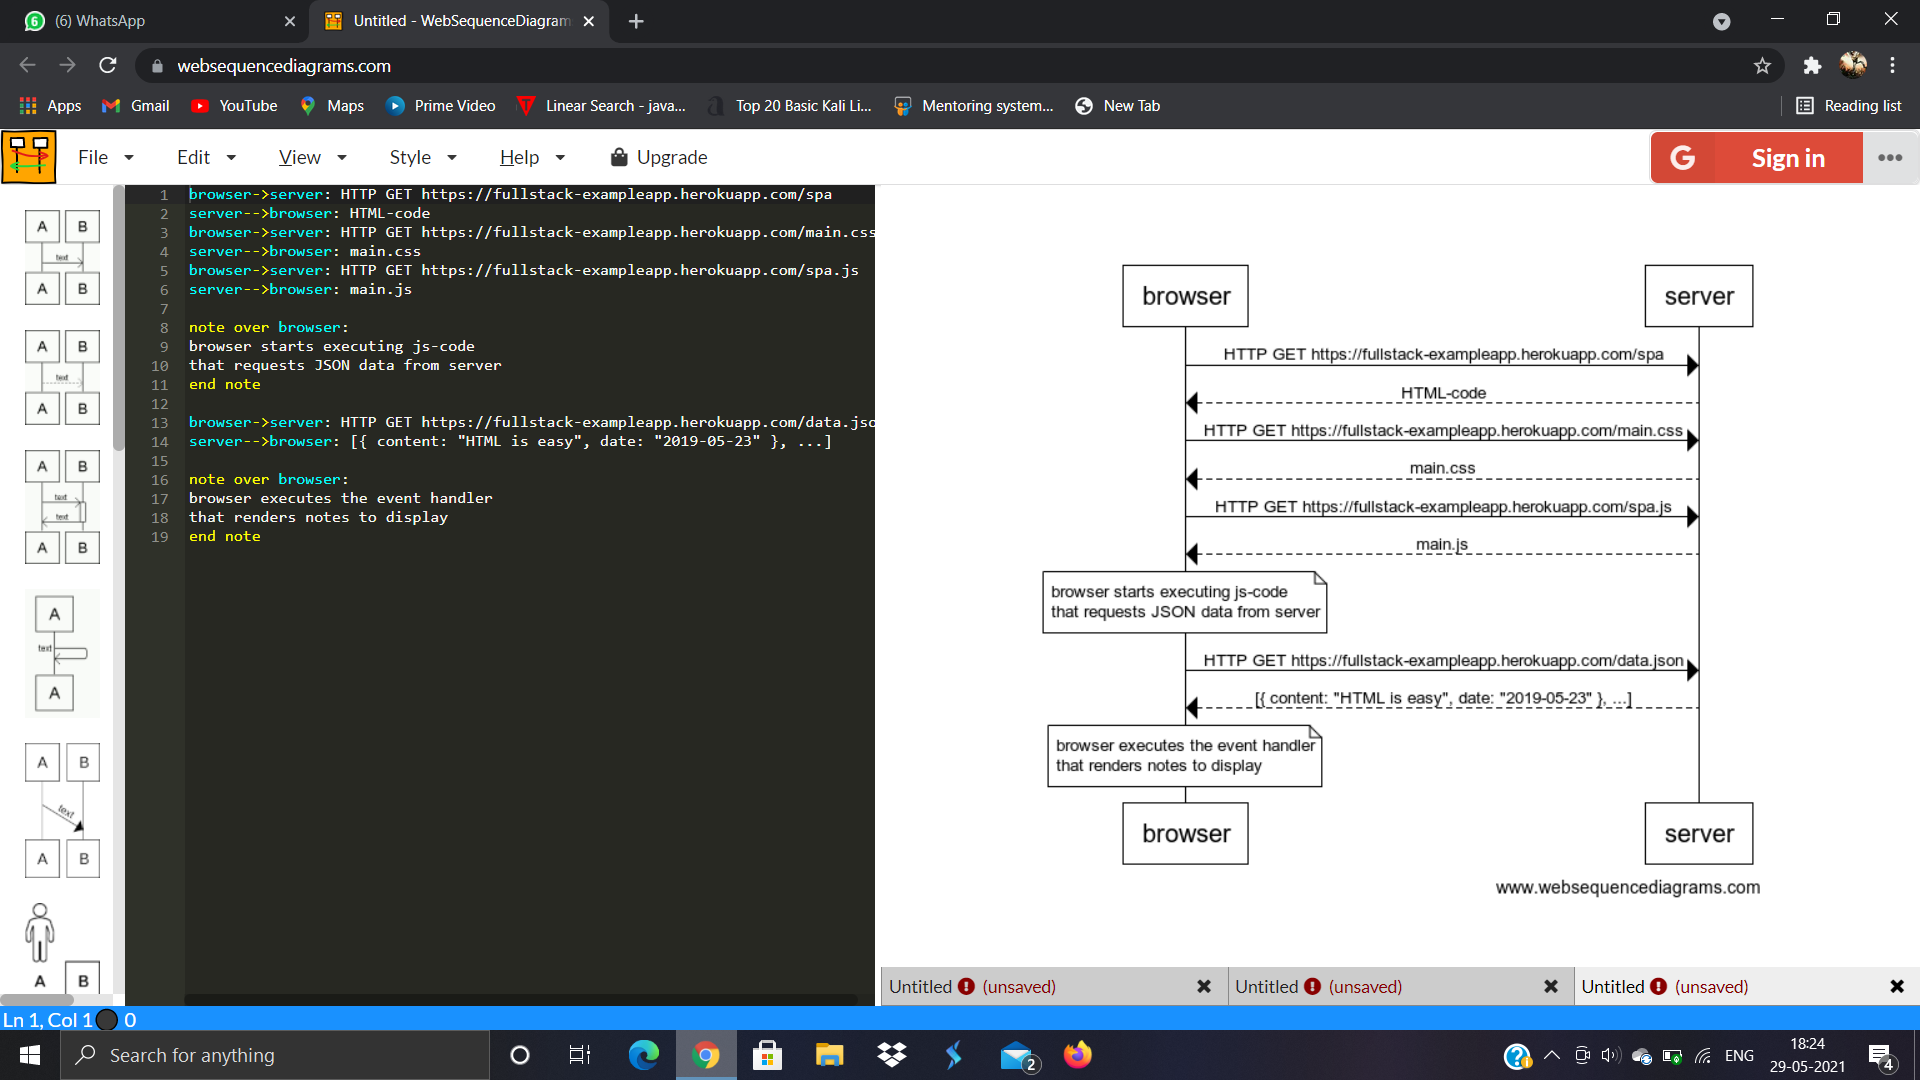 6 (6) WhatsApp
Untitled - WebSequenceDiagram
websequencediagrams.com
Apps Gmail YouTube Maps Prime Video Linear Search - java... Top 20 Basic Kali Li... Mentoring system... New Tab Reading list
File Edit View Style Help Upgrade
G Sign in
A B
text
A B
A B
text
A B
A B
text
text
A B
A
text
A
A B
text
A B
A B
1 browser->server: HTTP GET https://fullstack-exampleapp.herokuapp.com/spa
2 server-->browser: HTML-code
3 browser->server: HTTP GET https://fullstack-exampleapp.herokuapp.com/main.css
4 server-->browser: main.css
5 browser->server: HTTP GET https://fullstack-exampleapp.herokuapp.com/spa.js
6 server-->browser: main.js
7
8 note over browser:
9 browser starts executing js-code
10 that requests JSON data from server
11 end note
12
13 browser->server: HTTP GET https://fullstack-exampleapp.herokuapp.com/data.jso
14 server-->browser: [{ content: "HTML is easy", date: "2019-05-23" }, ...]
15
16 note over browser:
17 browser executes the event handler
18 that renders notes to display
19 end note
browser server
HTTP GET https://fullstack-exampleapp.herokuapp.com/spa
HTML-code
HTTP GET https://fullstack-exampleapp.herokuapp.com/main.css
main.css
HTTP GET https://fullstack-exampleapp.herokuapp.com/spa.js
main.js
browser starts executing js-code
that requests JSON data from server
HTTP GET https://fullstack-exampleapp.herokuapp.com/data.json
[{ content: "HTML is easy", date: "2019-05-23" }, ...]
browser executes the event handler
that renders notes to display
browser server
www.websequencediagrams.com
Untitled (unsaved) Untitled (unsaved) Untitled (unsaved)
Ln 1, Col 1 0
Search for anything
2
ENG
18:24
29-05-2021
4